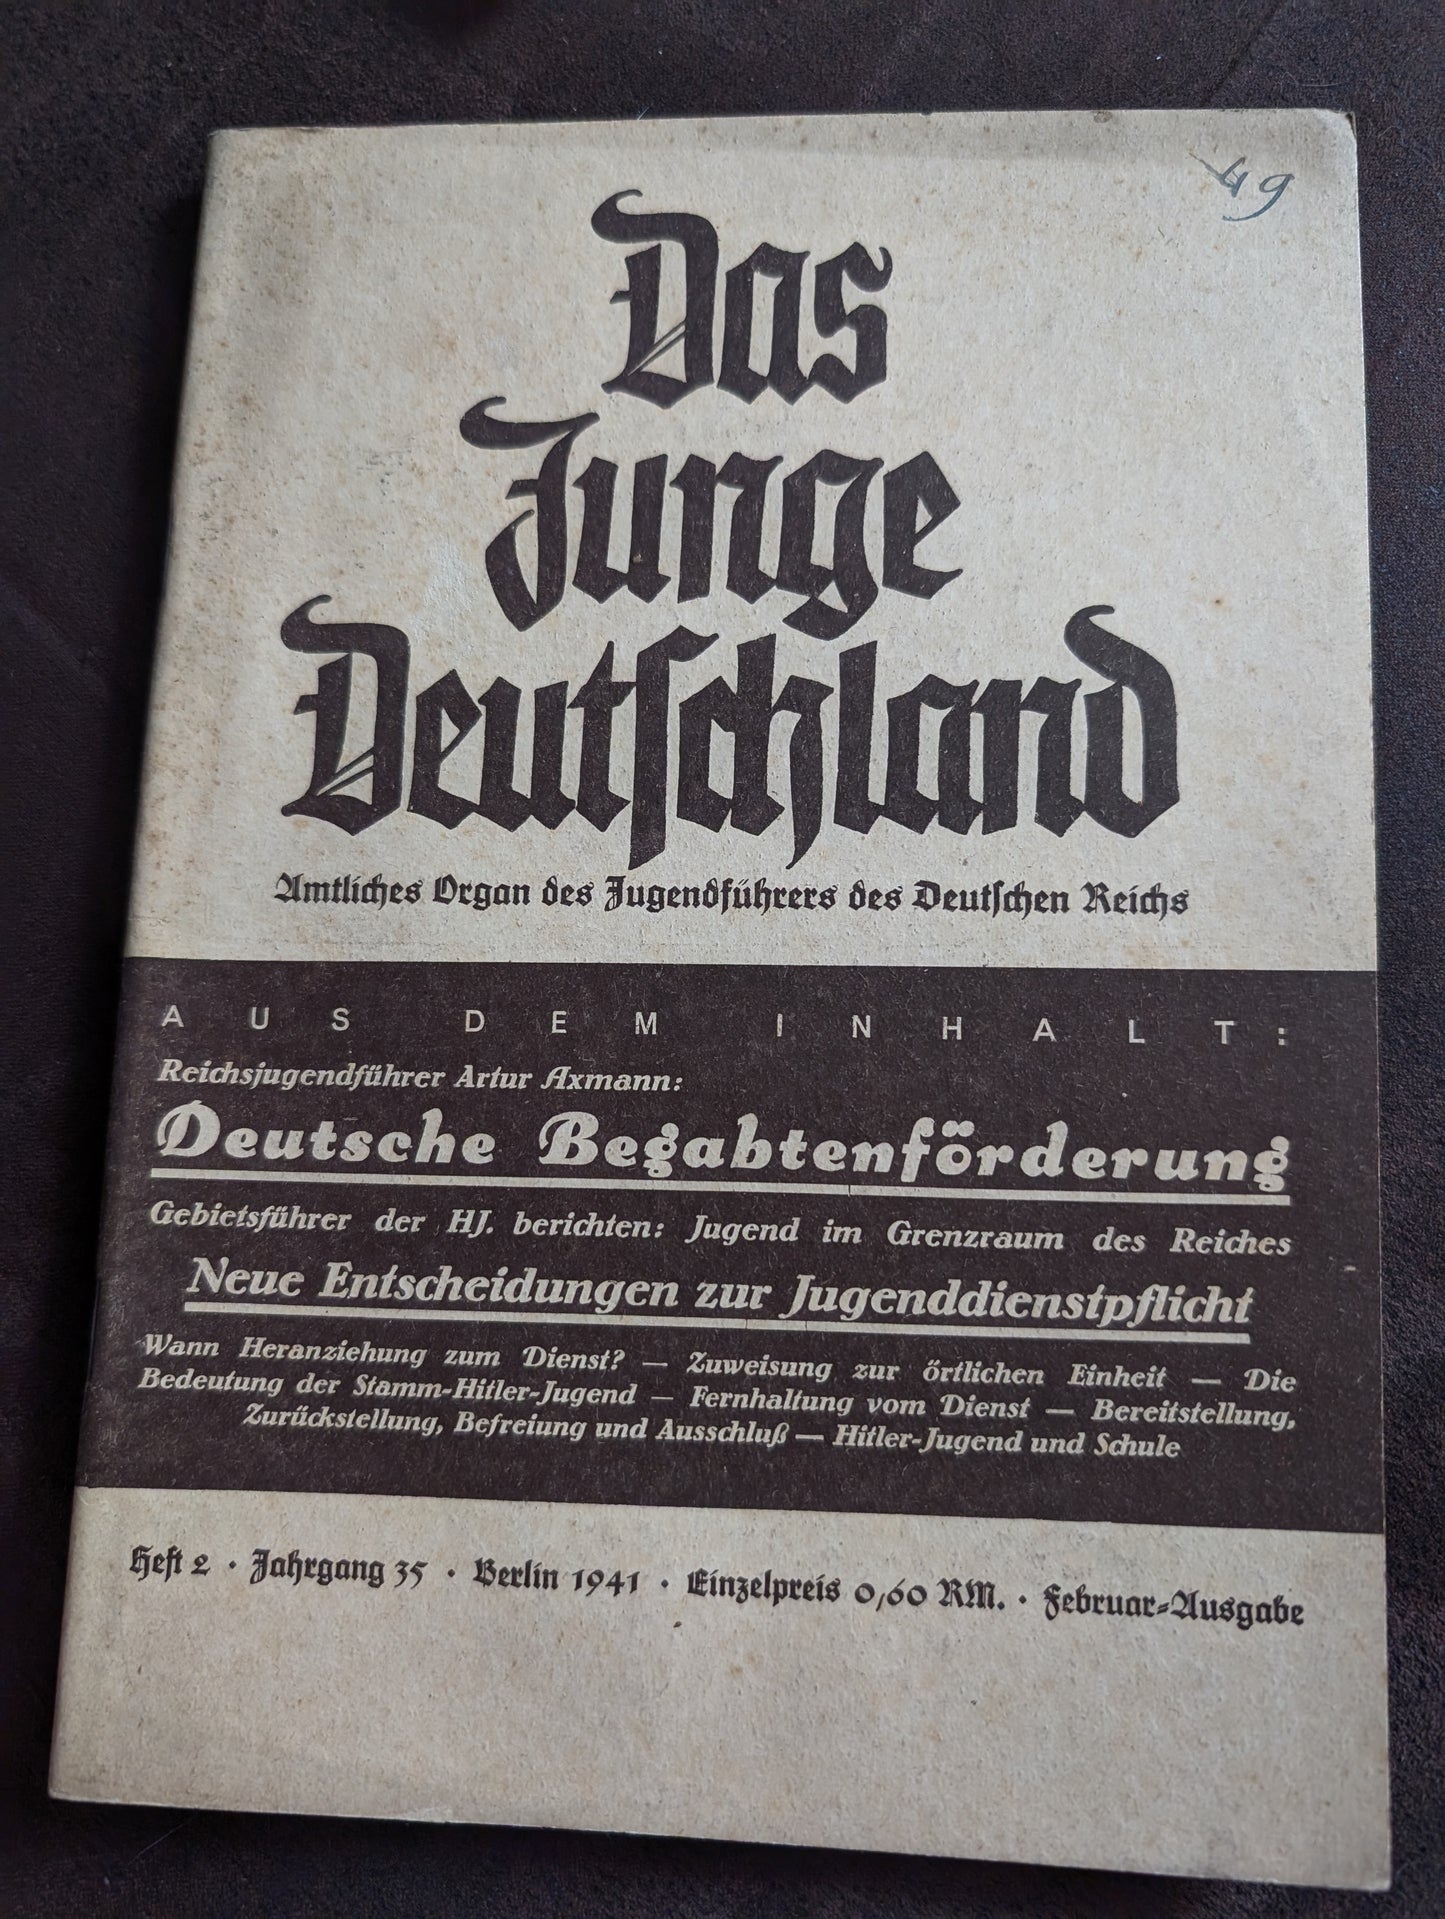 49
Das
Junge
Deutschland
Amtliches Organ des Jugendführers des Deutschen Reichs
AUS DEM INHALT:
Reichsjugendführer Artur Axmann:
Deutsche Begabtenförderung
Gebietsführer der HJ. berichten: Jugend im Grenzraum des Reiches
Neue Entscheidungen zur Jugenddienstpflicht
Wann Heranziehung zum Dienst? — Zuweisung zur örtlichen Einheit — Die
Bedeutung der Stamm-Hitler-Jugend — Fernhaltung vom Dienst — Bereitstellung,
Zurückstellung, Befreiung und Ausschluß — Hitler-Jugend und Schule
Heft 2 · Jahrgang 35 · Berlin 1941 · Einzelpreis 0,60 RM. · Februar-Ausgabe